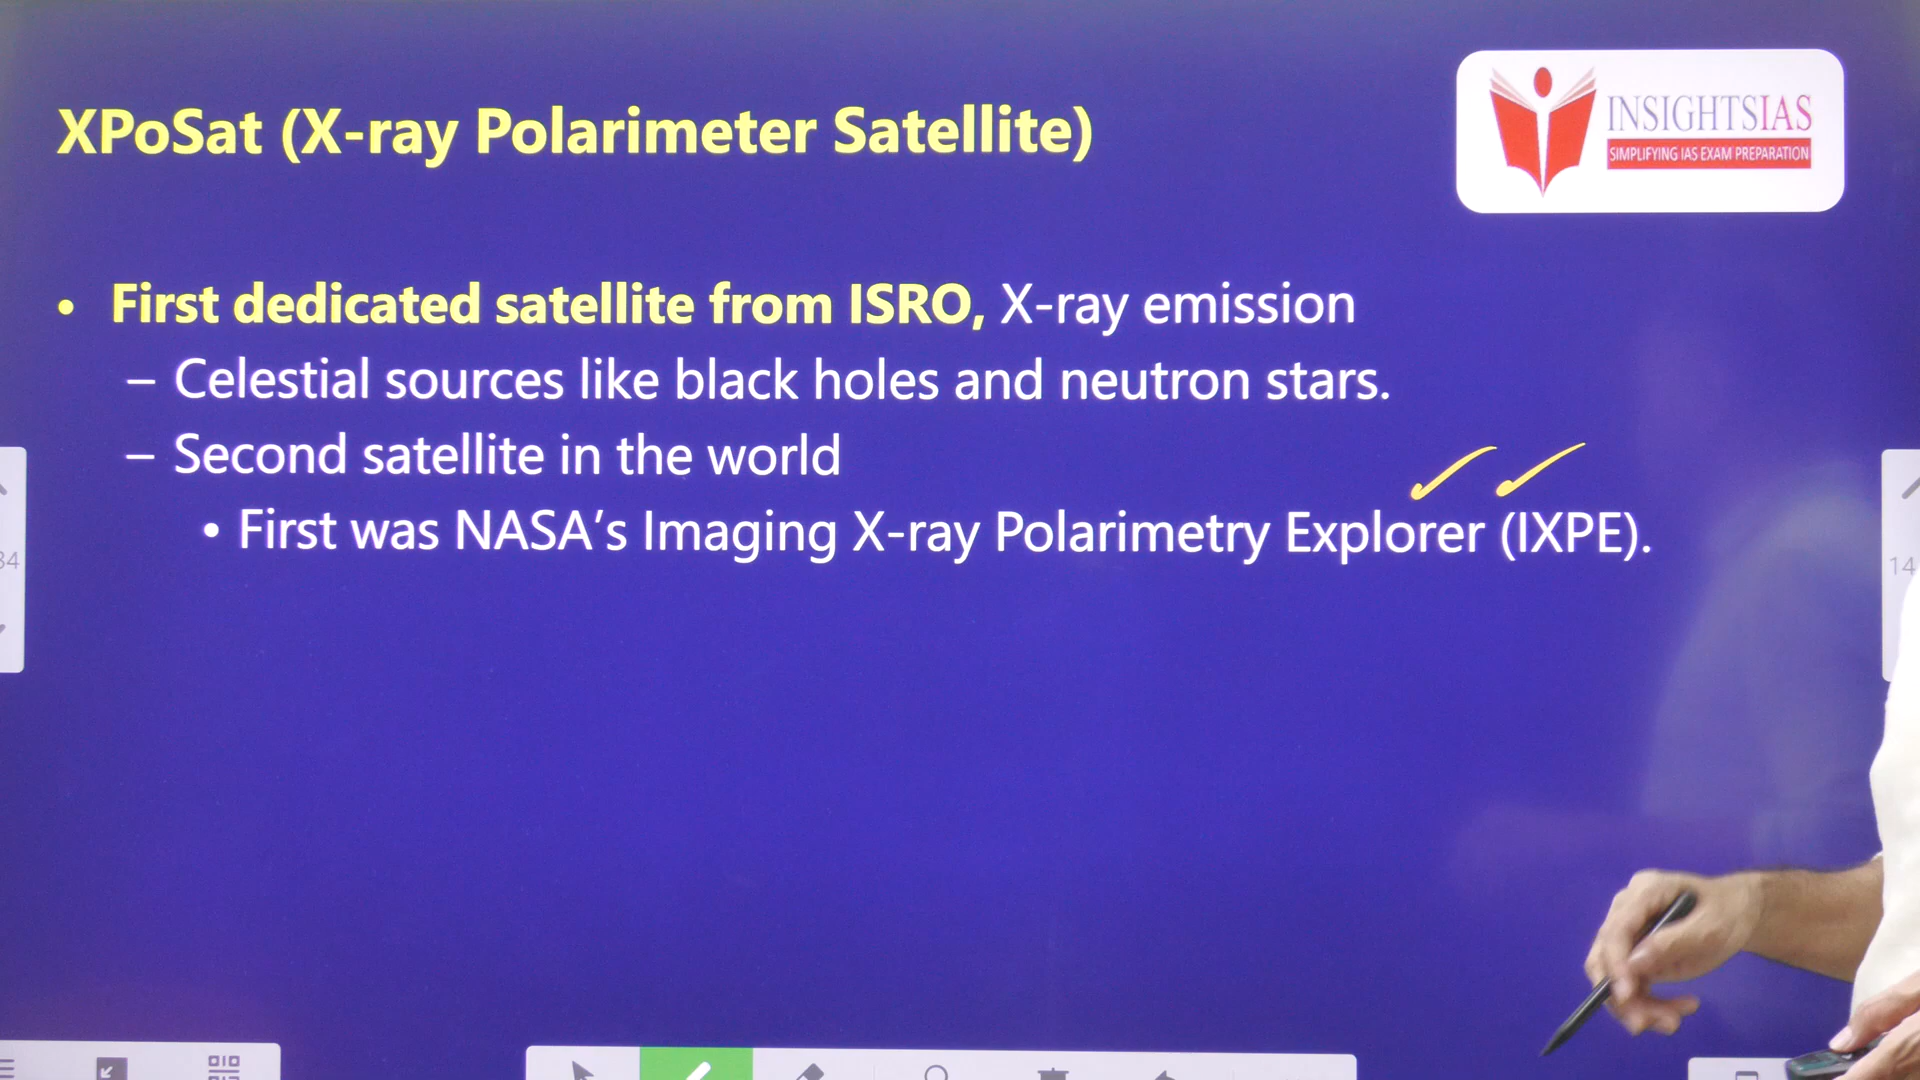 XPoSat (X-ray Polarimeter Satellite)
INSIGHTSIAS
SIMPLIFYING IAS EXAM PREPARATION
• First dedicated satellite from ISRO, X-ray emission
– Celestial sources like black holes and neutron stars.
– Second satellite in the world
• First was NASA’s Imaging X-ray Polarimetry Explorer (IXPE).
34
14